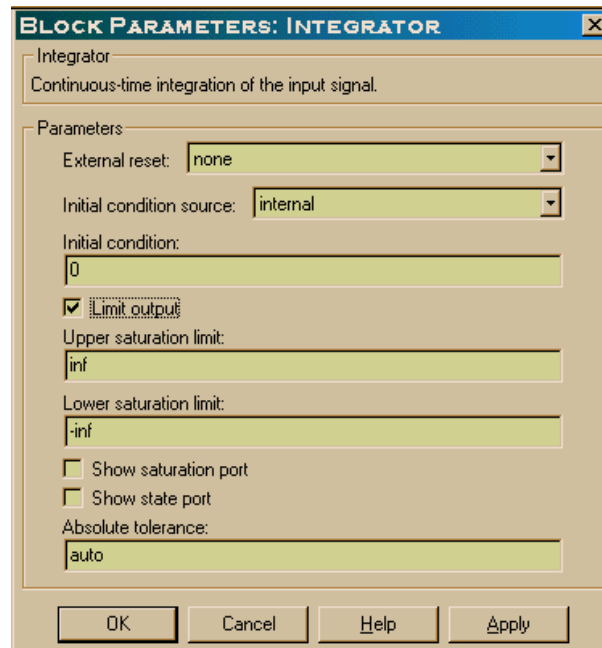 BLOCK PARAMETERS: INTEGRATOR
Integrator
Continuous-time integration of the input signal.
Parameters
External reset: none
Initial condition source: internal
Initial condition:
0
Limit output
Upper saturation limit:
inf
Lower saturation limit:
-inf
Show saturation port
Show state port
Absolute tolerance:
auto
OK Cancel Help Apply